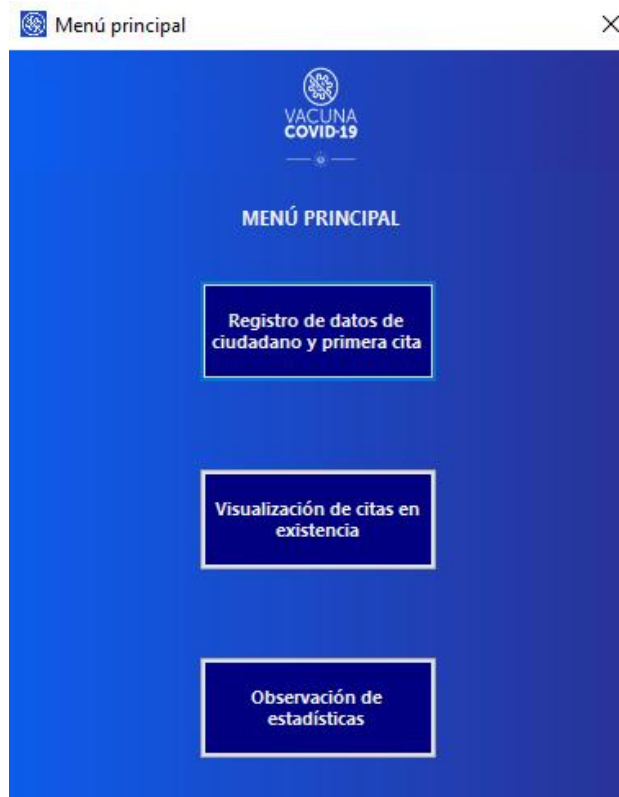 Menú principal
VACUNA
COVID-19
MENÚ PRINCIPAL
Registro de datos de
ciudadano y primera cita
Visualización de citas en
existencia
Observación de
estadísticas